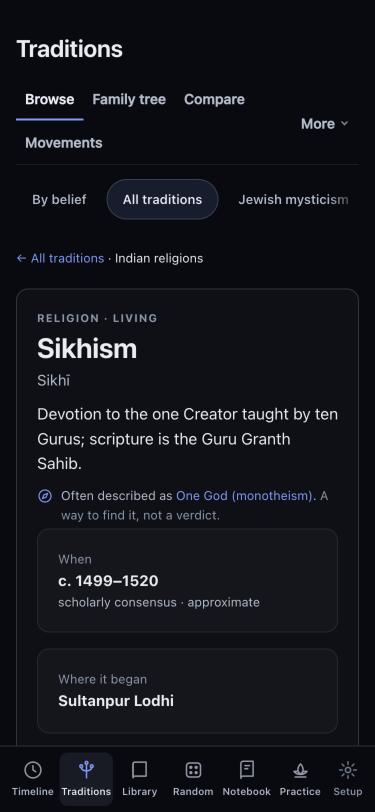 Traditions
Browse
Family tree
Compare
Movements
More
By belief
All traditions
Jewish mysticism
← All traditions · Indian religions
RELIGION · LIVING
Sikhism
Sikhī
Devotion to the one Creator taught by ten
Gurus; scripture is the Guru Granth
Sahib.
Often described as One God (monotheism). A
way to find it, not a verdict.
When
c. 1499–1520
scholarly consensus · approximate
Where it began
Sultanpur Lodhi
Timeline
Traditions
Library
Random
Notebook
Practice
Setup